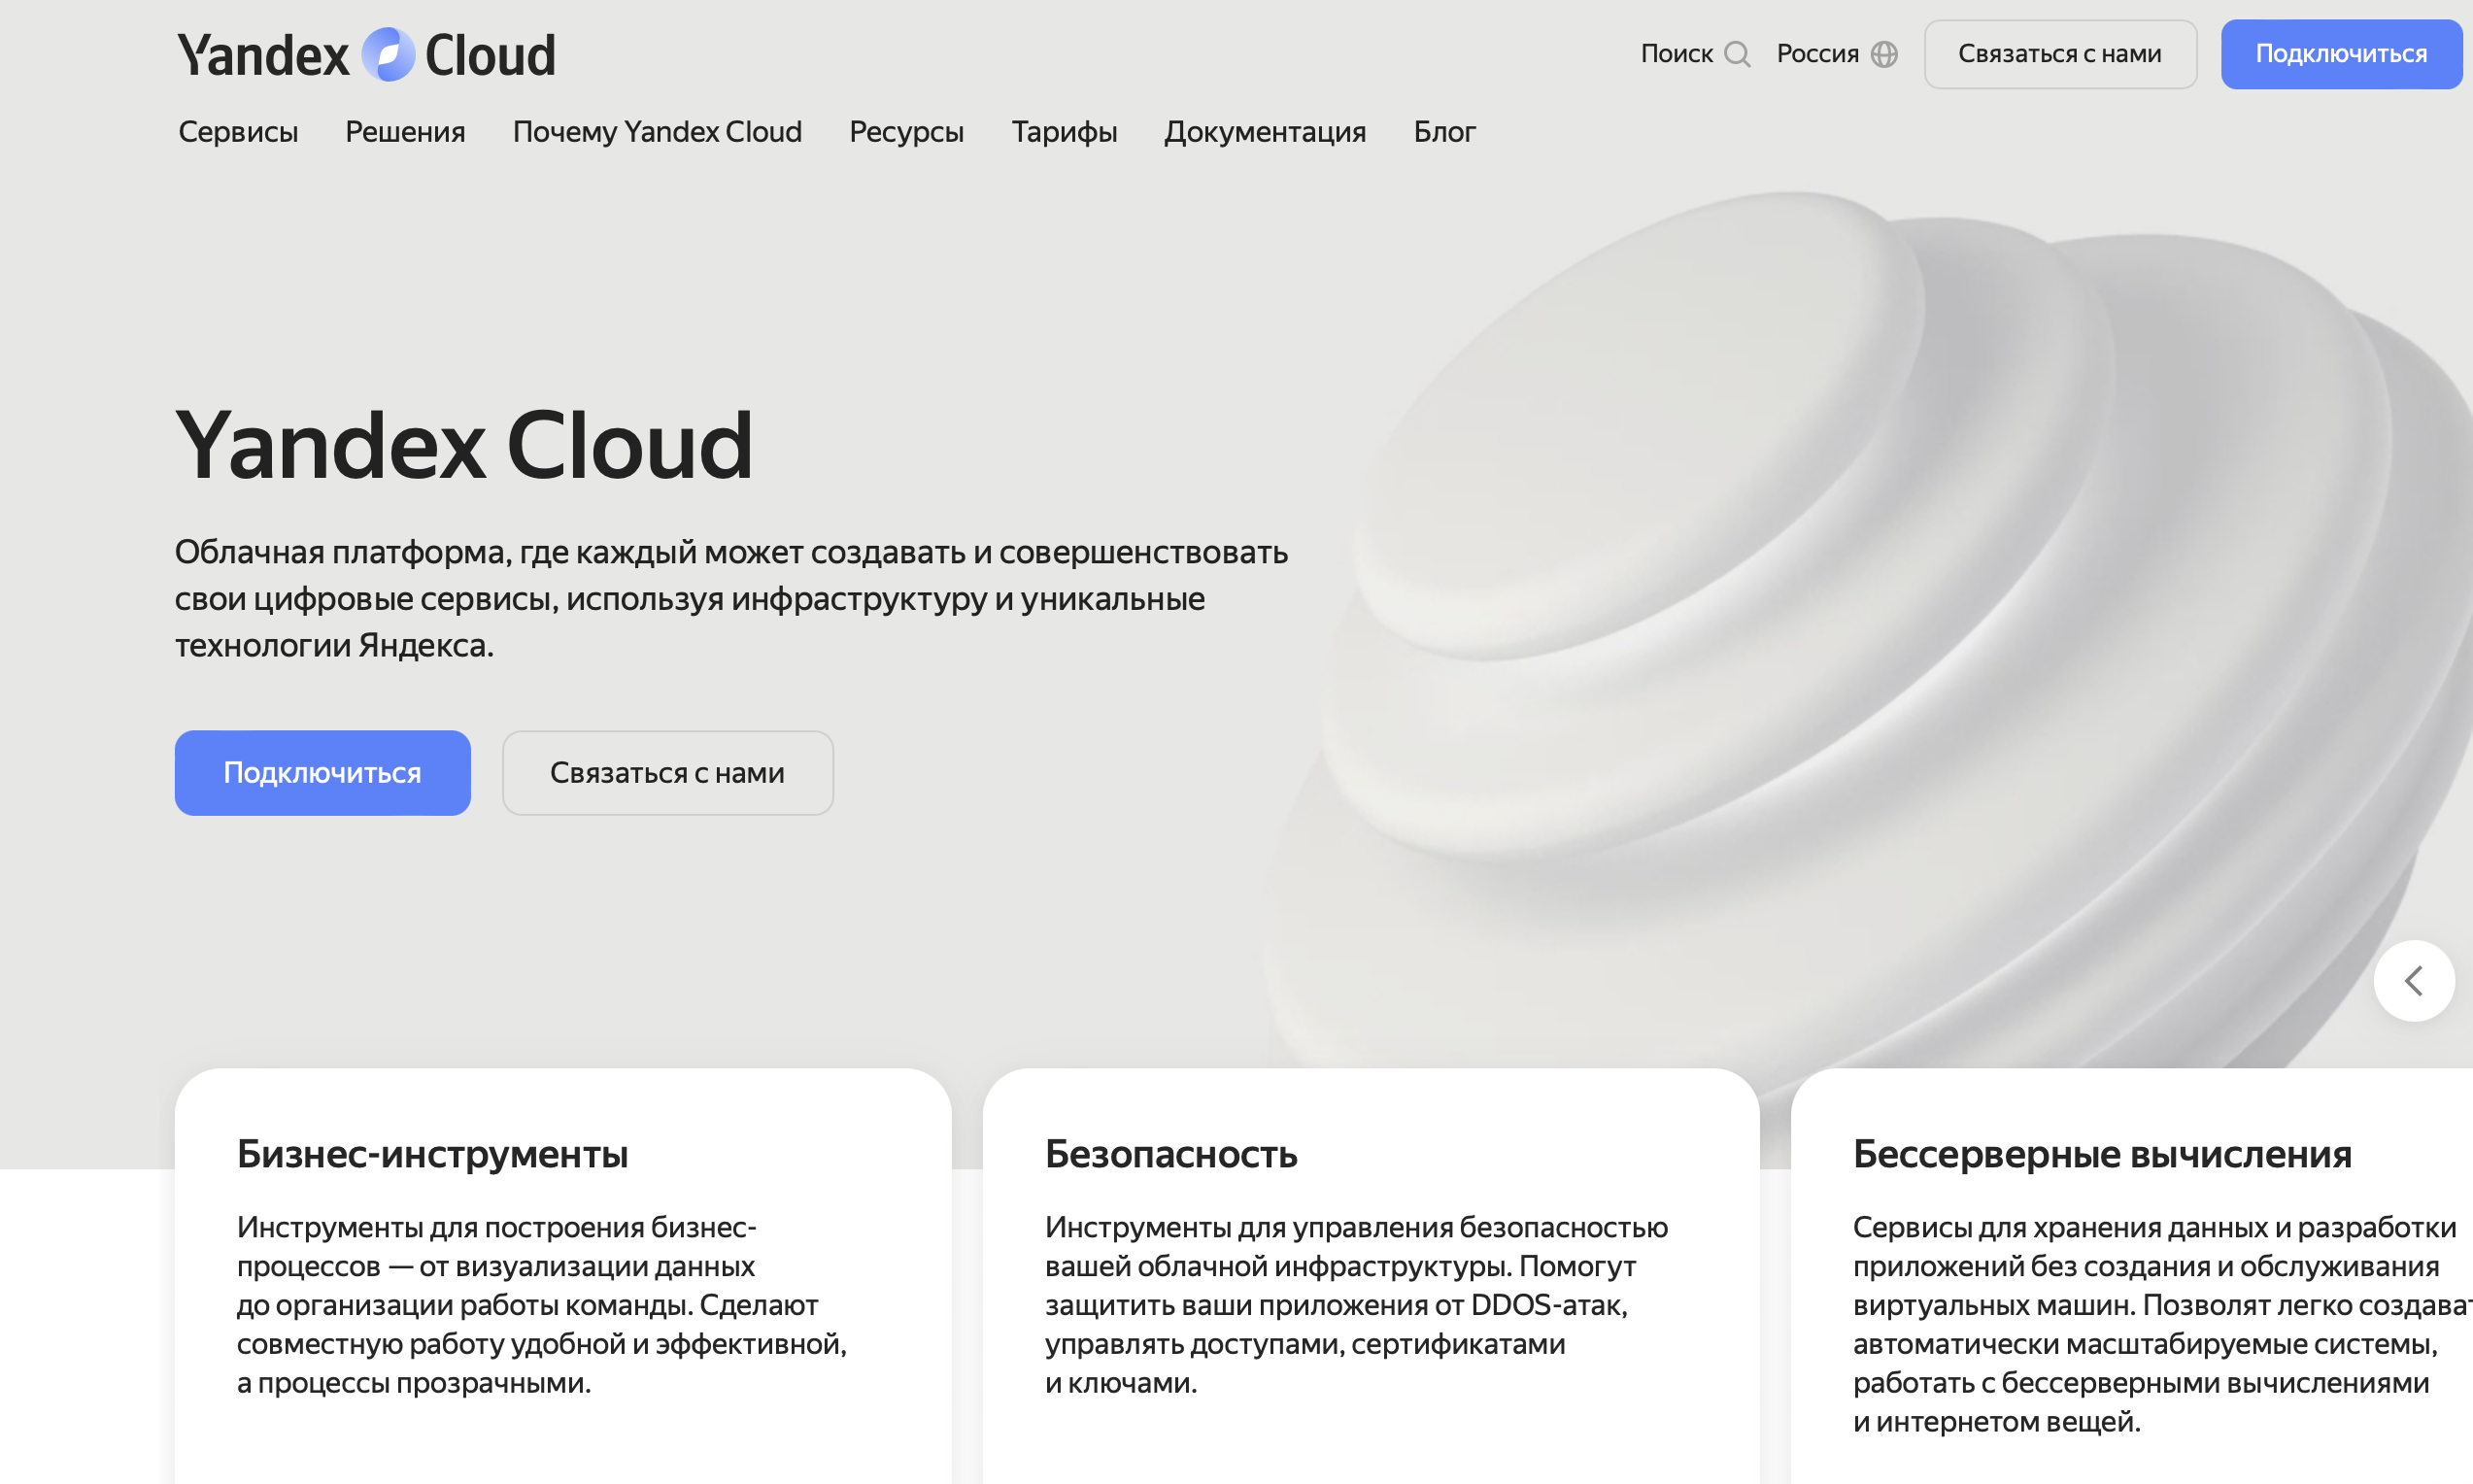 Yandex Cloud
Поиск
Россия
Связаться с нами
Подключиться
Сервисы
Решения
Почему Yandex Cloud
Ресурсы
Тарифы
Документация
Блог
Yandex Cloud
Облачная платформа, где каждый может создавать и совершенствовать
свои цифровые сервисы, используя инфраструктуру и уникальные
технологии Яндекса.
Подключиться
Связаться с нами
Бизнес-инструменты
Инструменты для построения бизнес-
процессов — от визуализации данных
до организации работы команды. Сделают
совместную работу удобной и эффективной,
а процессы прозрачными.
Безопасность
Инструменты для управления безопасностью
вашей облачной инфраструктуры. Помогут
защитить ваши приложения от DDOS-атак,
управлять доступами, сертификатами
и ключами.
Бессерверные вычисления
Сервисы для хранения данных и разработки
приложений без создания и обслуживания
виртуальных машин. Позволят легко
автоматически масштабируемые системы,
работать с бессерверными вычислениями
и интернетом вещей.